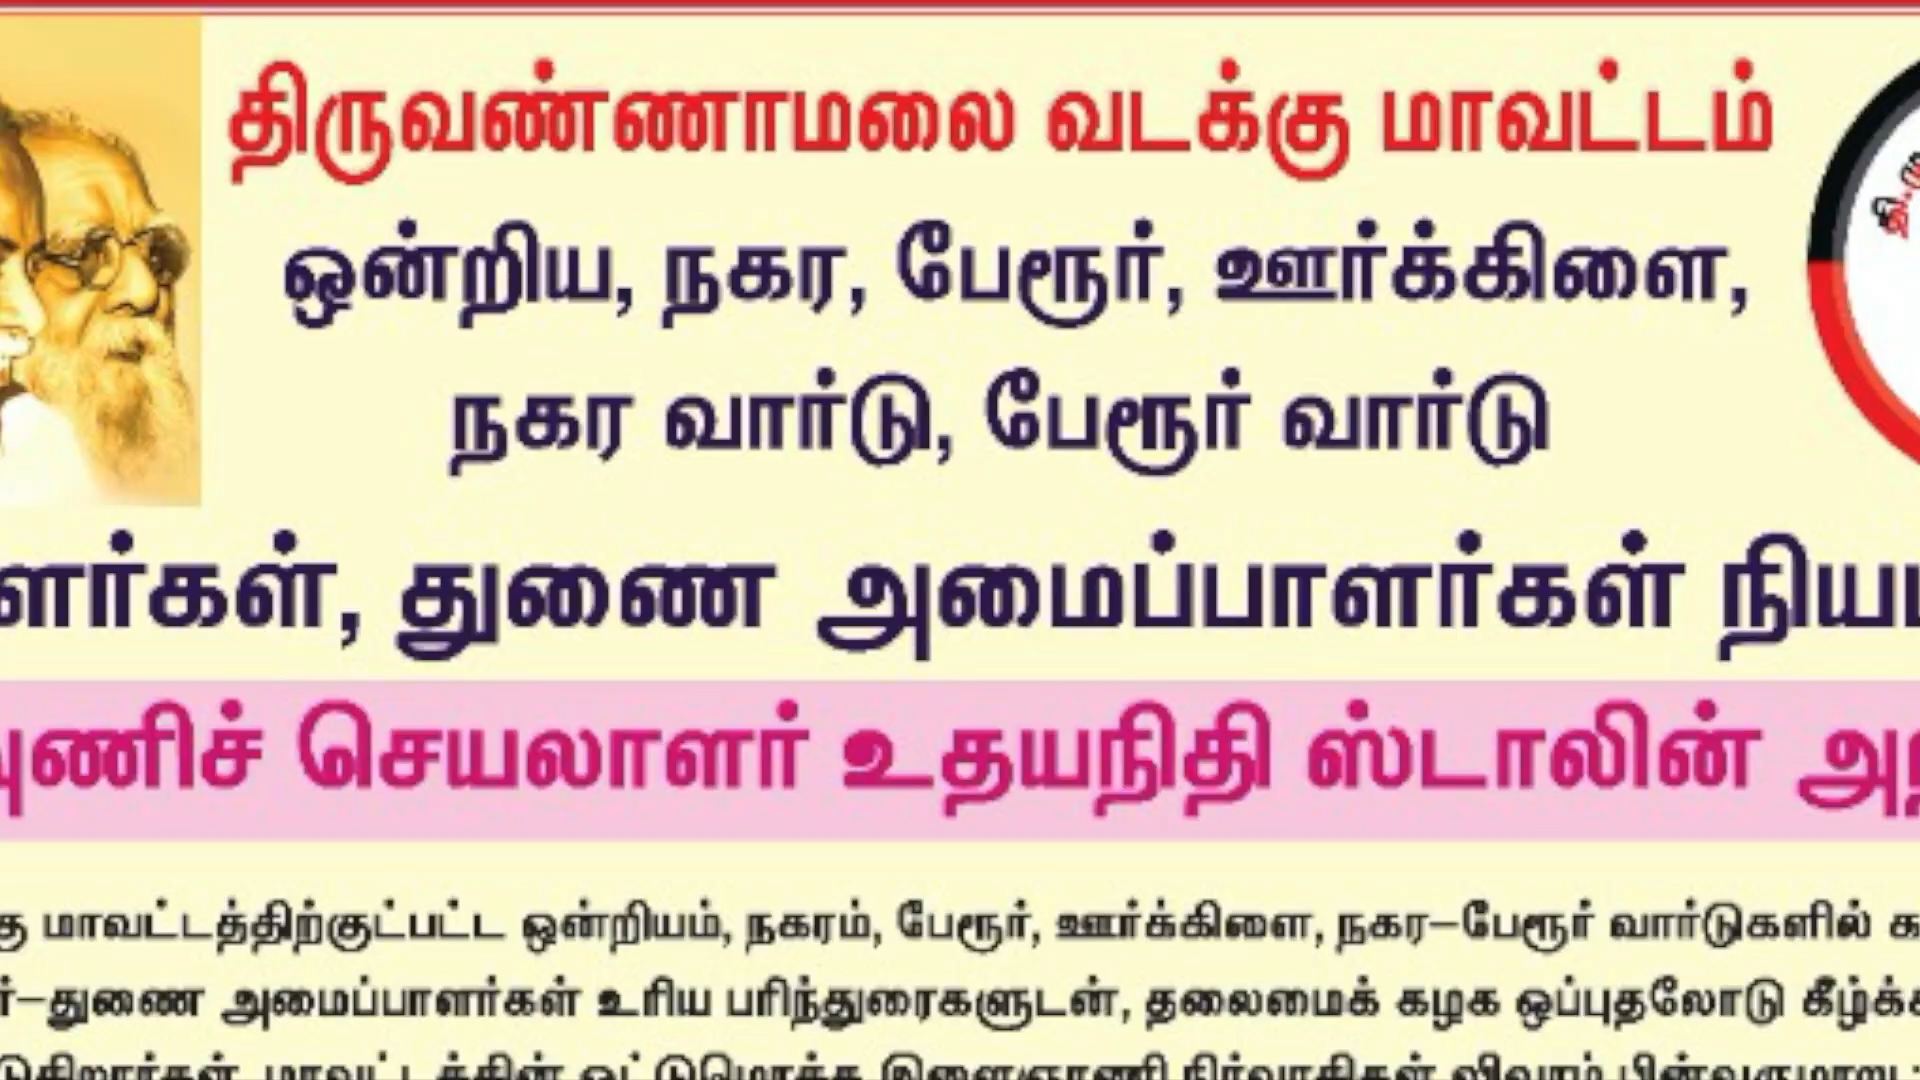 திருவண்ணாமலை வடக்கு மாவட்டம்
ஒன்றிய, நகர, பேரூர், ஊர்க்கிளை,
நகர வார்டு, பேரூர் வார்டு
துணை அமைப்பாளர்கள்
செயலாளர் உதயநிதி ஸ்டாலின்
மாவட்டத்திற்குட்பட்ட ஒன்றியம், நகரம், பேரூர், ஊர்க்கிளை, நகர–பேரூர் வார்டுகளில்
துணை அமைப்பாளர்கள் உரிய பரிந்துரைகளுடன், தலைமைக் கழக ஒப்புதலோடு